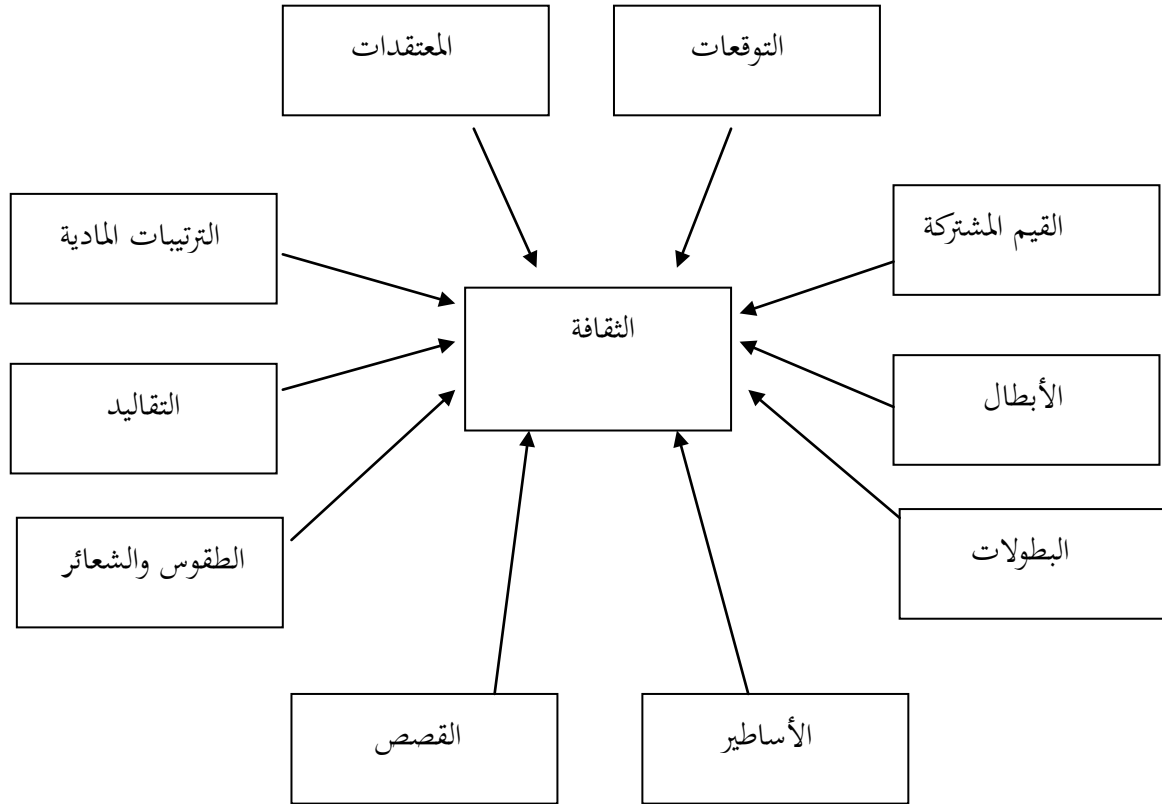 التوقعات
المعتقدات
القيم المشتركة
الترتيبات المادية
الثقافة
الأبطال
التقاليد
البطولات
الطقوس والشعائر
الأساطير
القصص